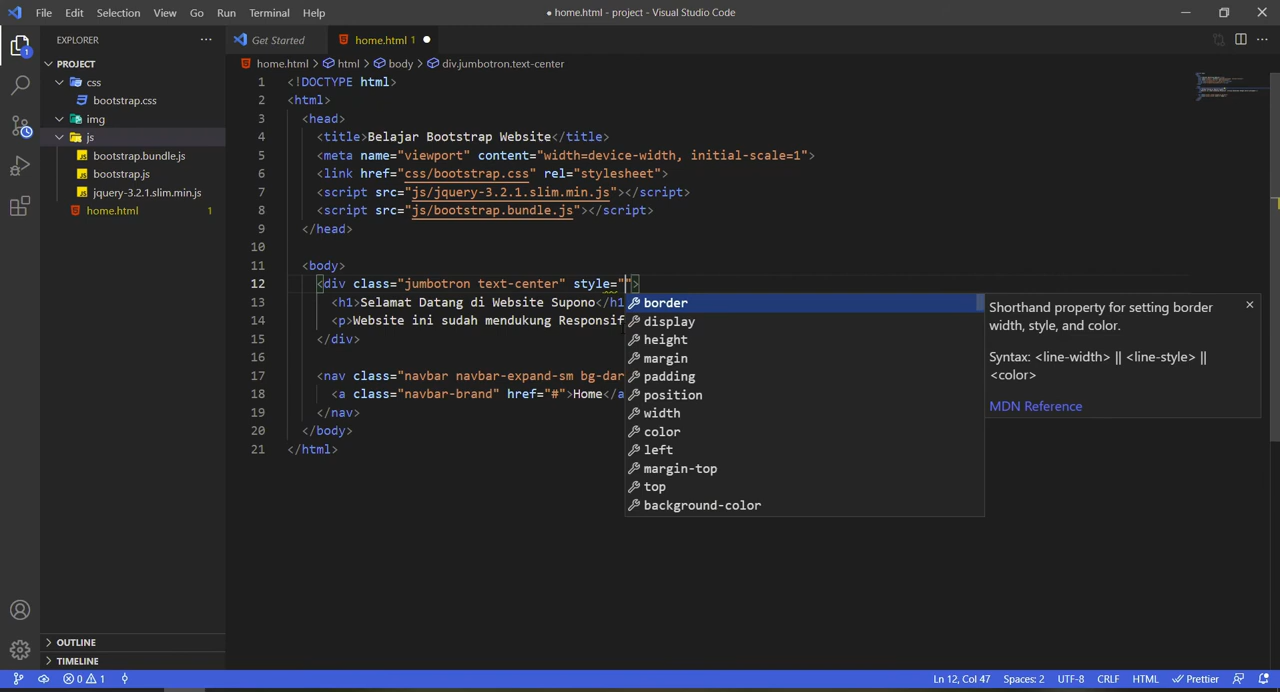 File Edit Selection View Go Run Terminal Help
● home.html - project - Visual Studio Code
EXPLORER
Get Started
home.html 1
PROJECT
home.html > html > body > div.jumbotron.text-center
css
bootstrap.css
img
js
bootstrap.bundle.js
bootstrap.js
jquery-3.2.1.slim.min.js
home.html 1
1 <!DOCTYPE html>
2 <html>
3 <head>
4 <title>Belajar Bootstrap Website</title>
5 <meta name="viewport" content="width=device-width, initial-scale=1">
6 <link href="css/bootstrap.css" rel="stylesheet">
7 <script src="js/jquery-3.2.1.slim.min.js"></script>
8 <script src="js/bootstrap.bundle.js"></script>
9 </head>
10
11 <body>
12 <div class="jumbotron text-center" style="">
13 <h1>Selamat Datang di Website Supono</h1
14 <p>Website ini sudah mendukung Responsif
15 </div>
16
17 <nav class="navbar navbar-expand-sm bg-dar
18 <a class="navbar-brand" href="#">Home</a
19 </nav>
20 </body>
21 </html>
border
display
height
margin
padding
position
width
color
left
margin-top
top
background-color
Shorthand property for setting border
width, style, and color.
Syntax: <line-width> || <line-style> ||
<color>
MDN Reference
1
OUTLINE
TIMELINE
0 1
Ln 12, Col 47 Spaces: 2 UTF-8 CRLF HTML Prettier